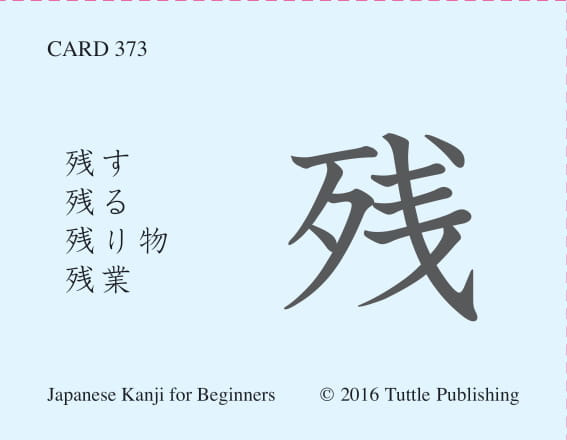 CARD 373
残す
残る
残り物
残業
残
Japanese Kanji for Beginners
© 2016 Tuttle Publishing